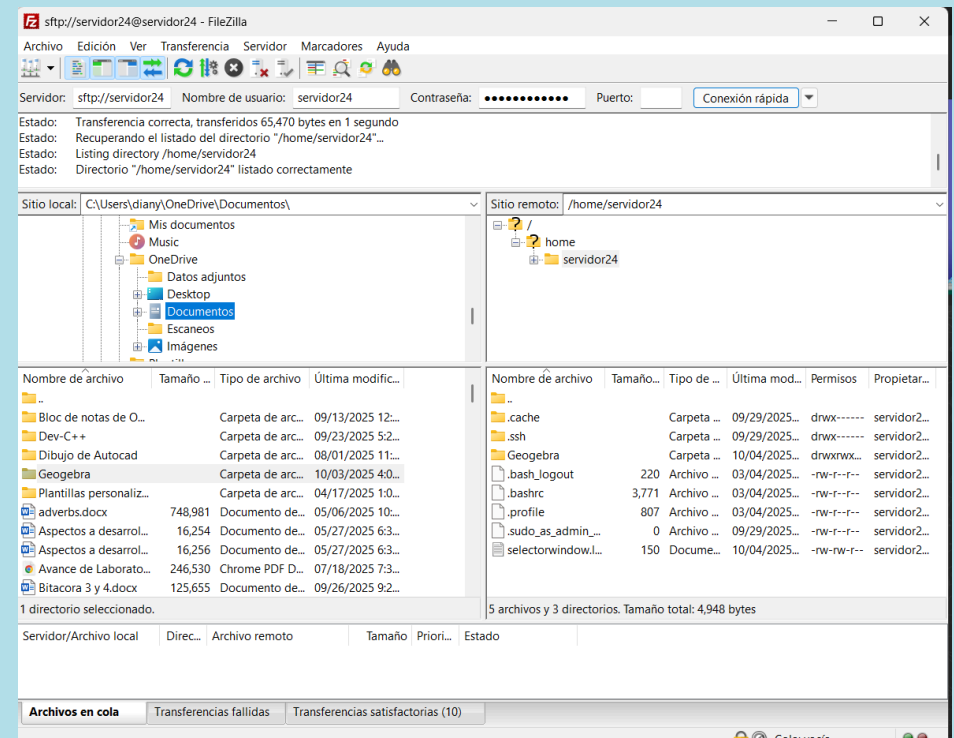 sftp://servidor24@servidor24 - FileZilla
Archivo Edición Ver Transferencia Servidor Marcadores Ayuda
Servidor: sftp://servidor24 Nombre de usuario: servidor24 Contraseña: ●●●●●●●●●●●● Puerto: Conexión rápida
Estado: Transferencia correcta, transferidos 65,470 bytes en 1 segundo
Estado: Recuperando el listado del directorio "/home/servidor24"...
Estado: Listing directory /home/servidor24
Estado: Directorio "/home/servidor24" listado correctamente
Sitio local: C:\Users\diany\OneDrive\Documentos\
Mis documentos
Music
OneDrive
Datos adjuntos
Desktop
Documentos
Escaneos
Imágenes
Sitio remoto: /home/servidor24
/
home
servidor24
Nombre de archivo Tamaño ... Tipo de archivo Última modific...
..
Bloc de notas de O... Carpeta de arc... 09/13/2025 12:...
Dev-C++ Carpeta de arc... 09/23/2025 5:2...
Dibujo de Autocad Carpeta de arc... 08/01/2025 11:...
Geogebra Carpeta de arc... 10/03/2025 4:0...
Plantillas personaliz... Carpeta de arc... 04/17/2025 1:0...
adverbs.docx 748,981 Documento de... 05/06/2025 10:...
Aspectos a desarrol... 16,254 Documento de... 05/27/2025 6:3...
Aspectos a desarrol... 16,256 Documento de... 05/27/2025 6:3...
Avance de Laborato... 246,530 Chrome PDF D... 07/18/2025 7:3...
Bitacora 3 y 4.docx 125,655 Documento de... 09/26/2025 9:2...
1 directorio seleccionado.
Nombre de archivo Tamaño... Tipo de ... Última mod... Permisos Propietar...
..
.cache Carpeta ... 09/29/2025... drwx------ servidor2...
.ssh Carpeta ... 09/29/2025... drwx------ servidor2...
Geogebra Carpeta ... 10/04/2025... drwxrwx... servidor2...
.bash_logout 220 Archivo ... 03/04/2025... -rw-r--r-- servidor2...
.bashrc 3,771 Archivo ... 03/04/2025... -rw-r--r-- servidor2...
.profile 807 Archivo ... 03/04/2025... -rw-r--r-- servidor2...
.sudo_as_admin_... 0 Archivo ... 09/29/2025... -rw-r--r-- servidor2...
selectorwindow.l... 150 Docume... 10/04/2025... -rw-rw-r-- servidor2...
5 archivos y 3 directorios. Tamaño total: 4,948 bytes
Servidor/Archivo local Direc... Archivo remoto Tamaño Priori... Estado
Archivos en cola Transferencias fallidas Transferencias satisfactorias (10)